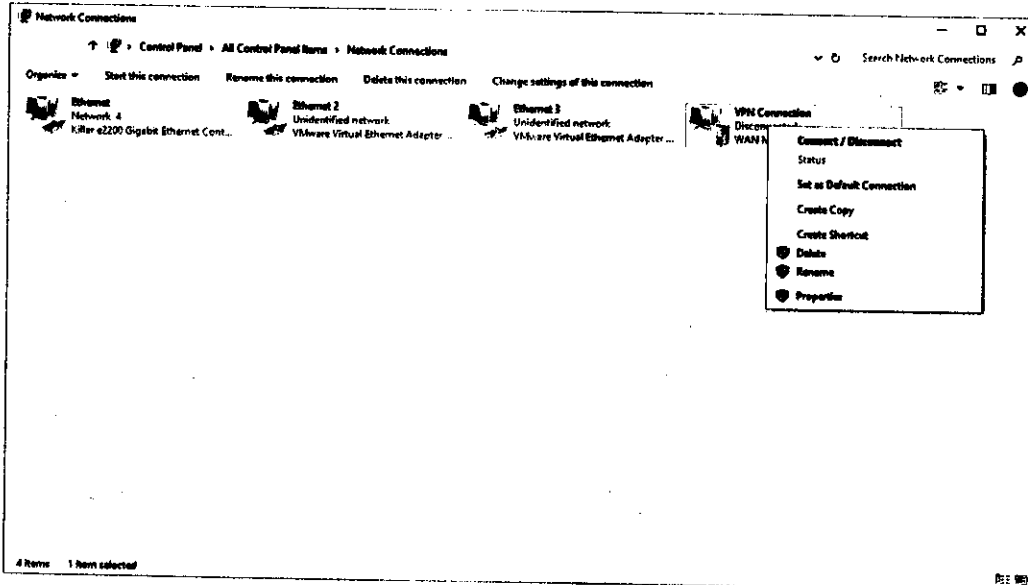 Network Connections
Control Panel › All Control Panel Items › Network Connections
Search Network Connections
Organize
Start this connection
Rename this connection
Delete this connection
Change settings of this connection
Ethernet
Network 4
Killer e2200 Gigabit Ethernet Cont...
Ethernet 2
Unidentified network
VMware Virtual Ethernet Adapter ...
Ethernet 3
Unidentified network
VMware Virtual Ethernet Adapter ...
VPN Connection
WAN
Connect / Disconnect
Status
Set as Default Connection
Create Copy
Create Shortcut
Delete
Rename
Properties
4 items 1 item selected